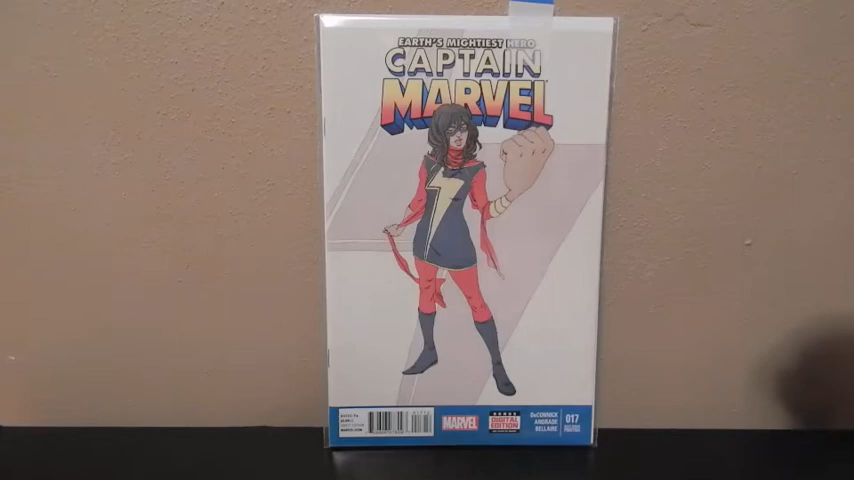 EARTH'S MIGHTIEST HERO
CAPTAIN
MARVEL
MARVEL
DIGITAL
EDITION
DeCONNICK
ANDRADE
BELLAIRE
017